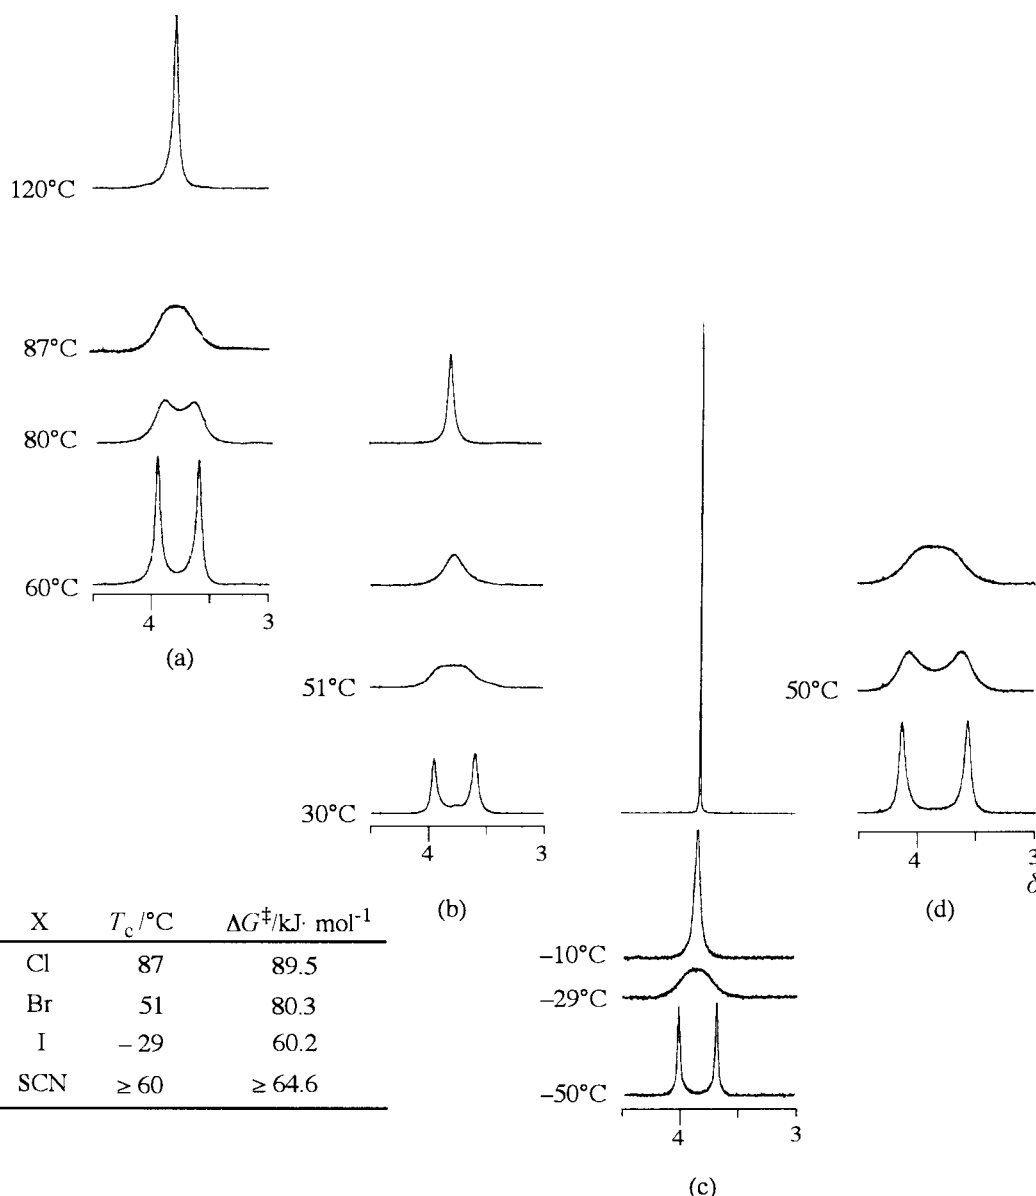 120°C
87°C
80°C
60°C
4 3
(a)
51°C
30°C
4 3
(b)
−10°C
−29°C
−50°C
4 3
(c)
50°C
4 3
δ
(d)
X T_c/°C ΔG‡/kJ· mol⁻¹
Cl 87 89.5
Br 51 80.3
I −29 60.2
SCN ≥ 60 ≥ 64.6